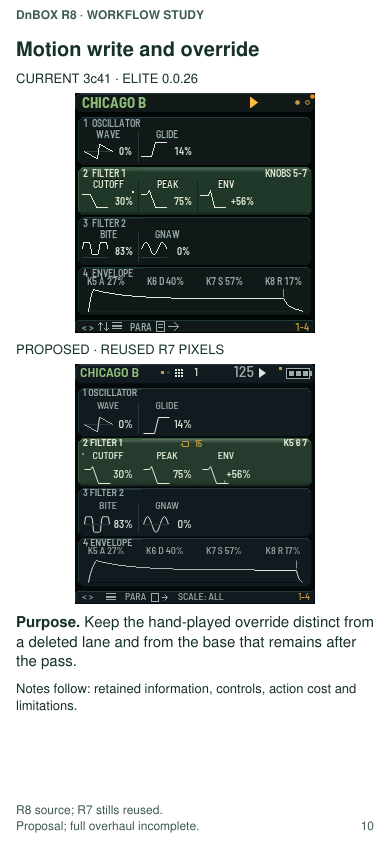 DnBOX R8 · WORKFLOW STUDY
Motion write and override
CURRENT 3c41 · ELITE 0.0.26
CHICAGO B
1 OSCILLATOR
WAVE GLIDE
0% 14%
2 FILTER 1 KNOBS 5-7
CUTOFF PEAK ENV
30% 75% +56%
3 FILTER 2
BITE GNAW
83% 0%
4 ENVELOPE
K5 A 27% K6 D 40% K7 S 57% K8 R 17%
<> ↑↓ PARA → 1-4
PROPOSED · REUSED R7 PIXELS
CHICAGO B 1 125
1 OSCILLATOR
WAVE GLIDE
0% 14%
2 FILTER 1 15 K5 6 7
CUTOFF PEAK ENV
30% 75% +56%
3 FILTER 2
BITE GNAW
83% 0%
4 ENVELOPE
K5 A 27% K6 D 40% K7 S 57% K8 R 17%
<> PARA → SCALE: ALL 1-4
Purpose. Keep the hand-played override distinct from
a deleted lane and from the base that remains after
the pass.
Notes follow: retained information, controls, action cost and
limitations.
R8 source; R7 stills reused.
Proposal; full overhaul incomplete. 10